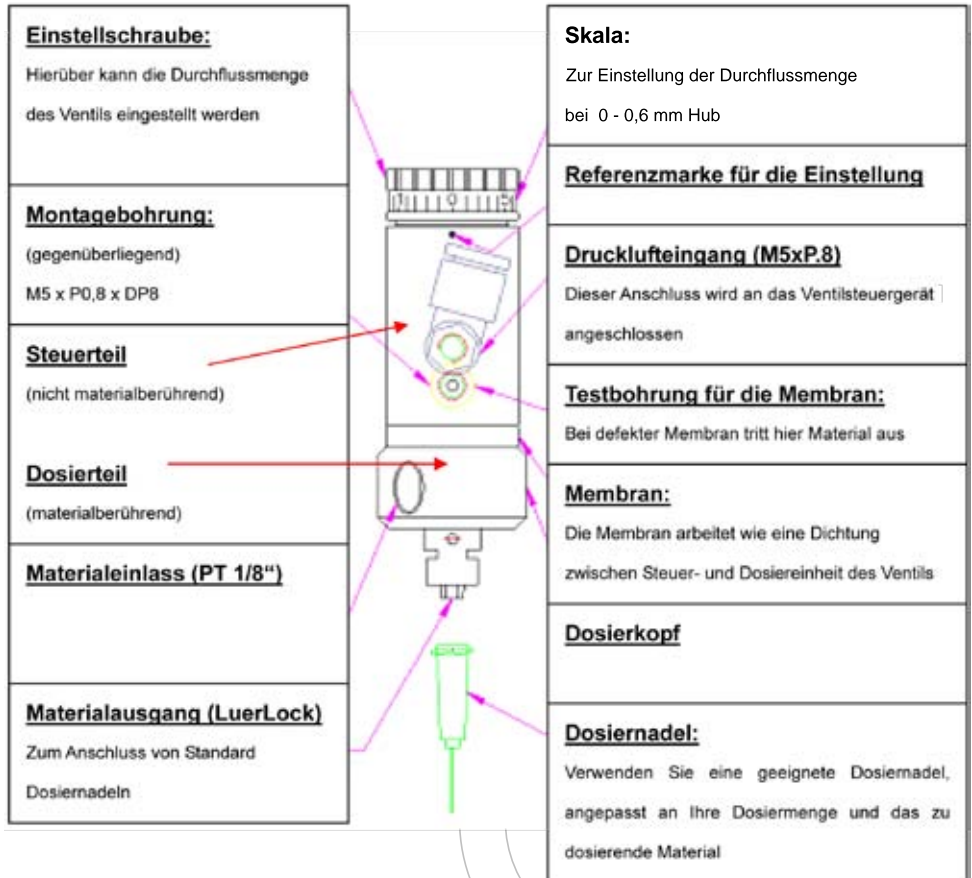 Einstellschraube:
Hierüber kann die Durchflussmenge
des Ventils eingestellt werden
Montagebohrung:
(gegenüberliegend)
M5 x P0,8 x DP8
Steuerteil
(nicht materialberührend)
Dosierteil
(materialberührend)
Materialeinlass (PT 1/8“)
Materialausgang (LuerLock)
Zum Anschluss von Standard
Dosiernadeln
0
Skala:
Zur Einstellung der Durchflussmenge
bei 0 - 0,6 mm Hub
Referenzmarke für die Einstellung
Drucklufteingang (M5xP.8)
Dieser Anschluss wird an das Ventilsteuergerät
angeschlossen
Testbohrung für die Membran:
Bei defekter Membran tritt hier Material aus
Membran:
Die Membran arbeitet wie eine Dichtung
zwischen Steuer- und Dosiereinheit des Ventils
Dosierkopf
Dosiernadel:
Verwenden Sie eine geeignete Dosiernadel,
angepasst an Ihre Dosiermenge und das zu
dosierende Material